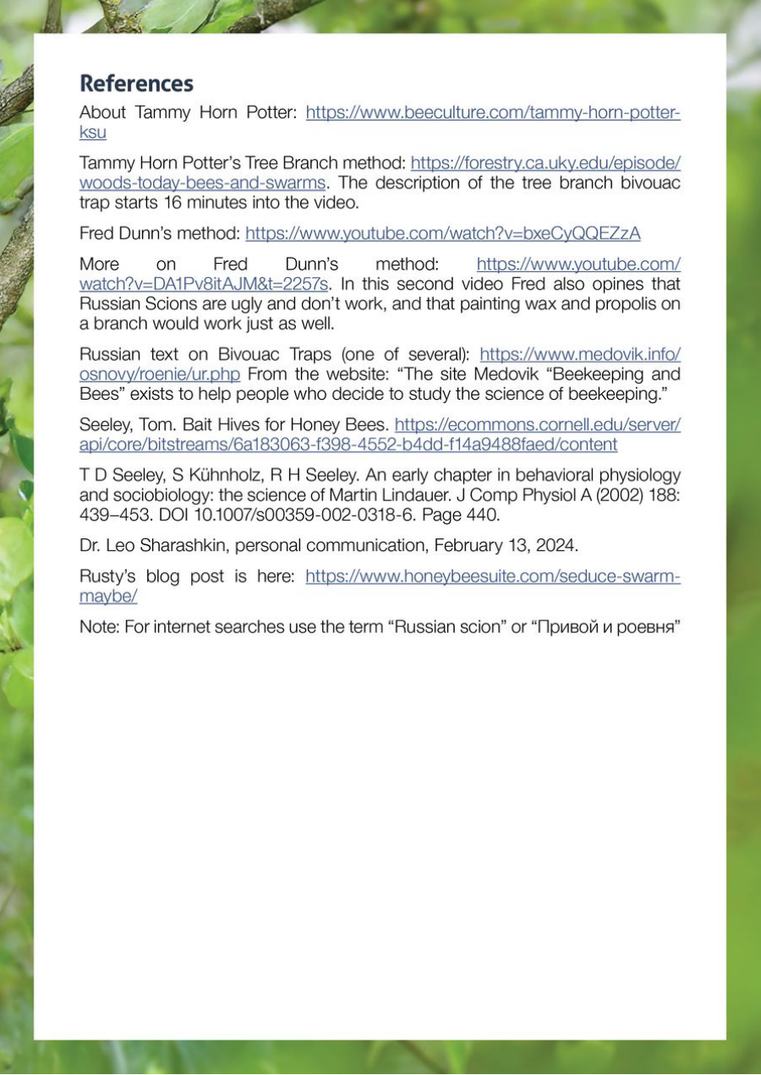 References
About Tammy Horn Potter: https://www.beeculture.com/tammy-horn-potter-
ksu
Tammy Horn Potter’s Tree Branch method: https://forestry.ca.uky.edu/episode/
woods-today-bees-and-swarms. The description of the tree branch bivouac
trap starts 16 minutes into the video.
Fred Dunn’s method: https://www.youtube.com/watch?v=bxeCyQQEZzA
More on Fred Dunn’s method: https://www.youtube.com/
watch?v=DA1Pv8itAJM&t=2257s. In this second video Fred also opines that
Russian Scions are ugly and don’t work, and that painting wax and propolis on
a branch would work just as well.
Russian text on Bivouac Traps (one of several): https://www.medovik.info/
osnovy/roenie/ur.php From the website: “The site Medovik “Beekeeping and
Bees” exists to help people who decide to study the science of beekeeping.”
Seeley, Tom. Bait Hives for Honey Bees. https://ecommons.cornell.edu/server/
api/core/bitstreams/6a183063-f398-4552-b4dd-f14a9488faed/content
T D Seeley, S Kühnholz, R H Seeley. An early chapter in behavioral physiology
and sociobiology: the science of Martin Lindauer. J Comp Physiol A (2002) 188:
439–453. DOI 10.1007/s00359-002-0318-6. Page 440.
Dr. Leo Sharashkin, personal communication, February 13, 2024.
Rusty’s blog post is here: https://www.honeybeesuite.com/seduce-swarm-
maybe/
Note: For internet searches use the term “Russian scion” or “Привой и роевня”